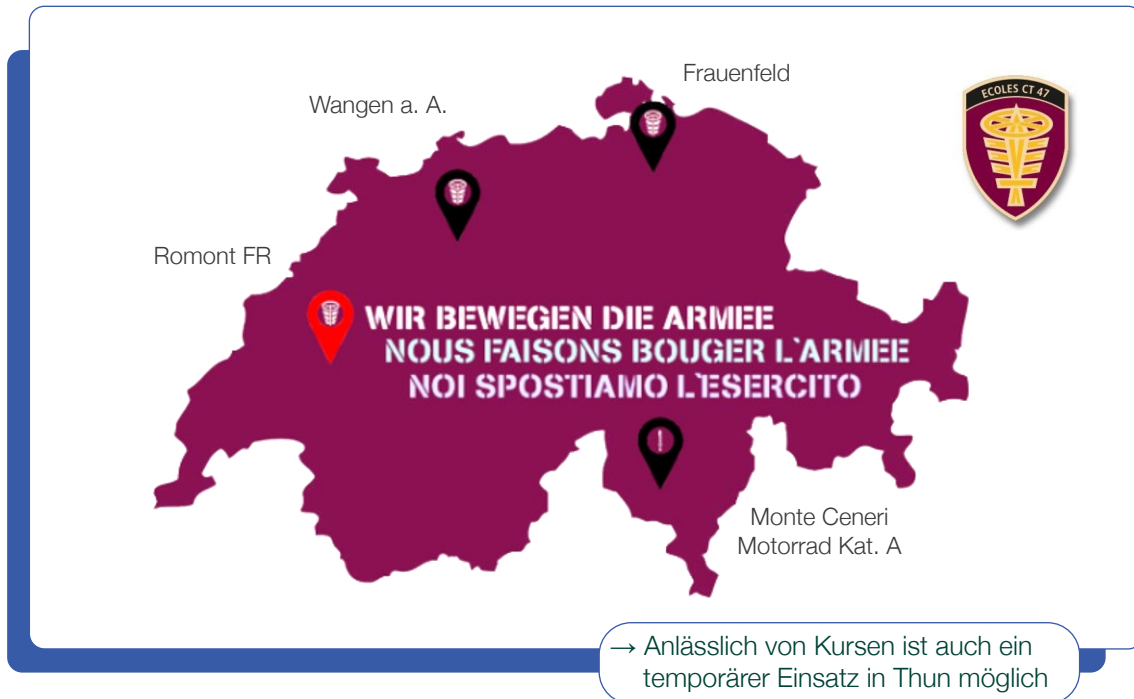 Frauenfeld
ECOLES CT 47
Wangen a. A.
Romont FR
WIR BEWEGEN DIE ARMEE
NOUS FAISONS BOUGER L'ARMEE
NOI SPOSTIAMO L'ESERCITO
Monte Ceneri
Motorrad Kat. A
→ Anlässlich von Kursen ist auch ein
temporärer Einsatz in Thun möglich